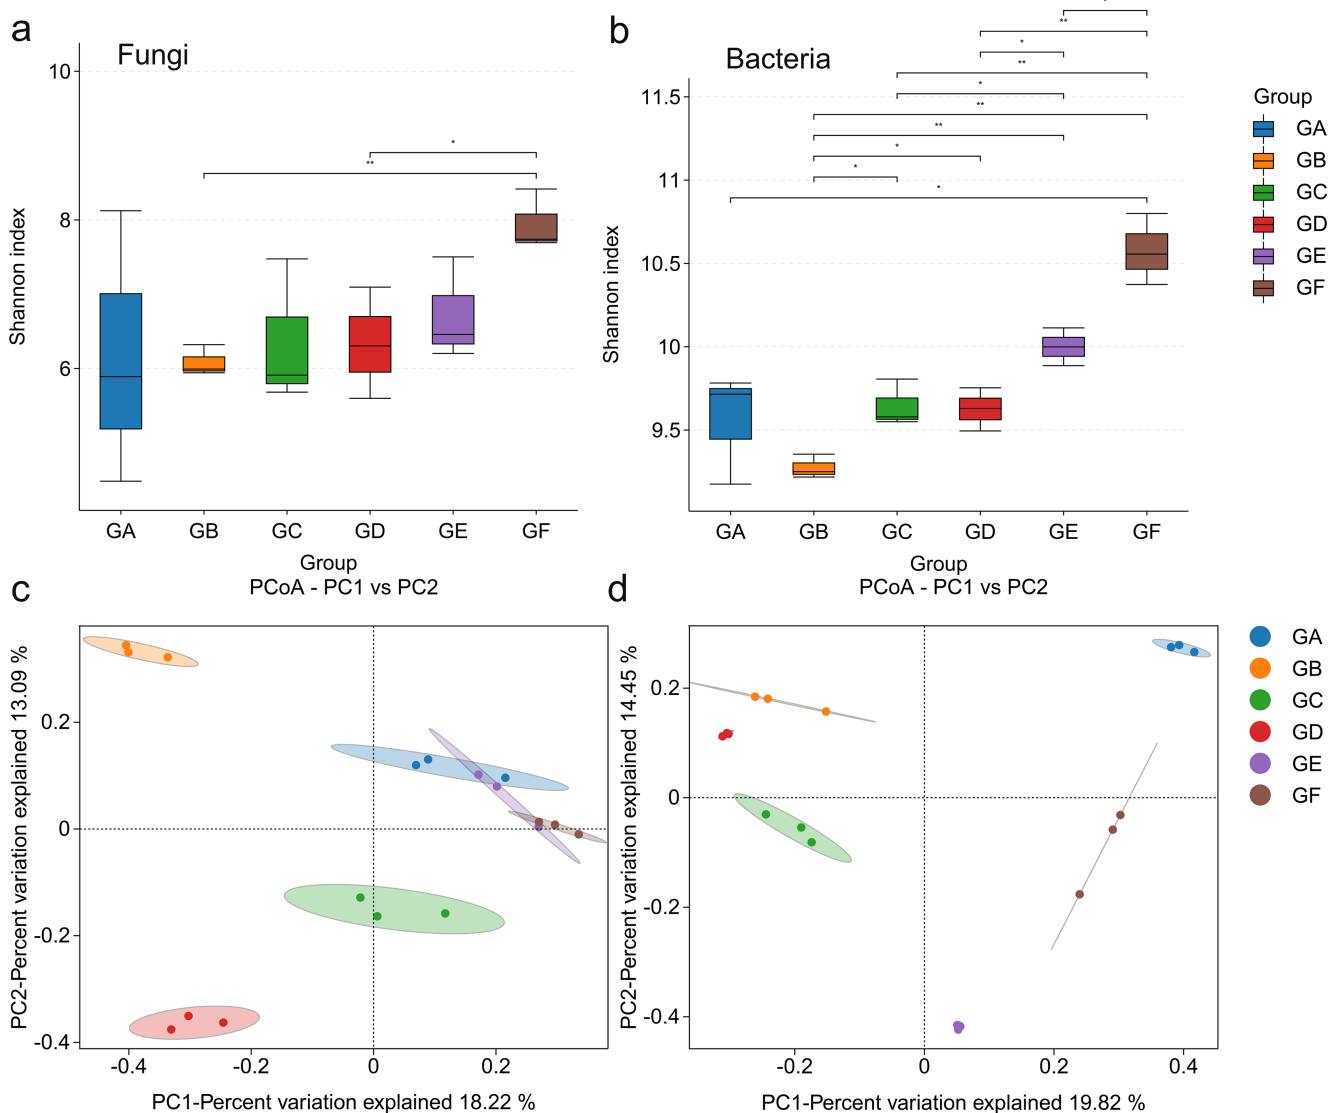 a
Fungi
10
8
6
Shannon index
*
**
GA GB GC GD GE GF
Group
b
Bacteria
11.5
11
10.5
10
9.5
Shannon index
**
*
**
*
**
**
*
*
*
GA GB GC GD GE GF
Group
Group
GA
GB
GC
GD
GE
GF
c
PCoA - PC1 vs PC2
PC2-Percent variation explained 13.09 %
0.2
0
-0.2
-0.4
-0.4 -0.2 0 0.2
PC1-Percent variation explained 18.22 %
d
PCoA - PC1 vs PC2
PC2-Percent variation explained 14.45 %
0.2
0
-0.2
-0.4
-0.2 0 0.2 0.4
PC1-Percent variation explained 19.82 %
GA
GB
GC
GD
GE
GF